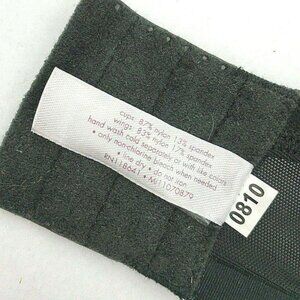 cups: 87% nylon 13% spandex
wings: 83% nylon 17% spandex
hand wash cold separately or with like colors
• only non-chlorine bleach when needed
• line dry • do not iron
RN118641 • MJ11070879
0810